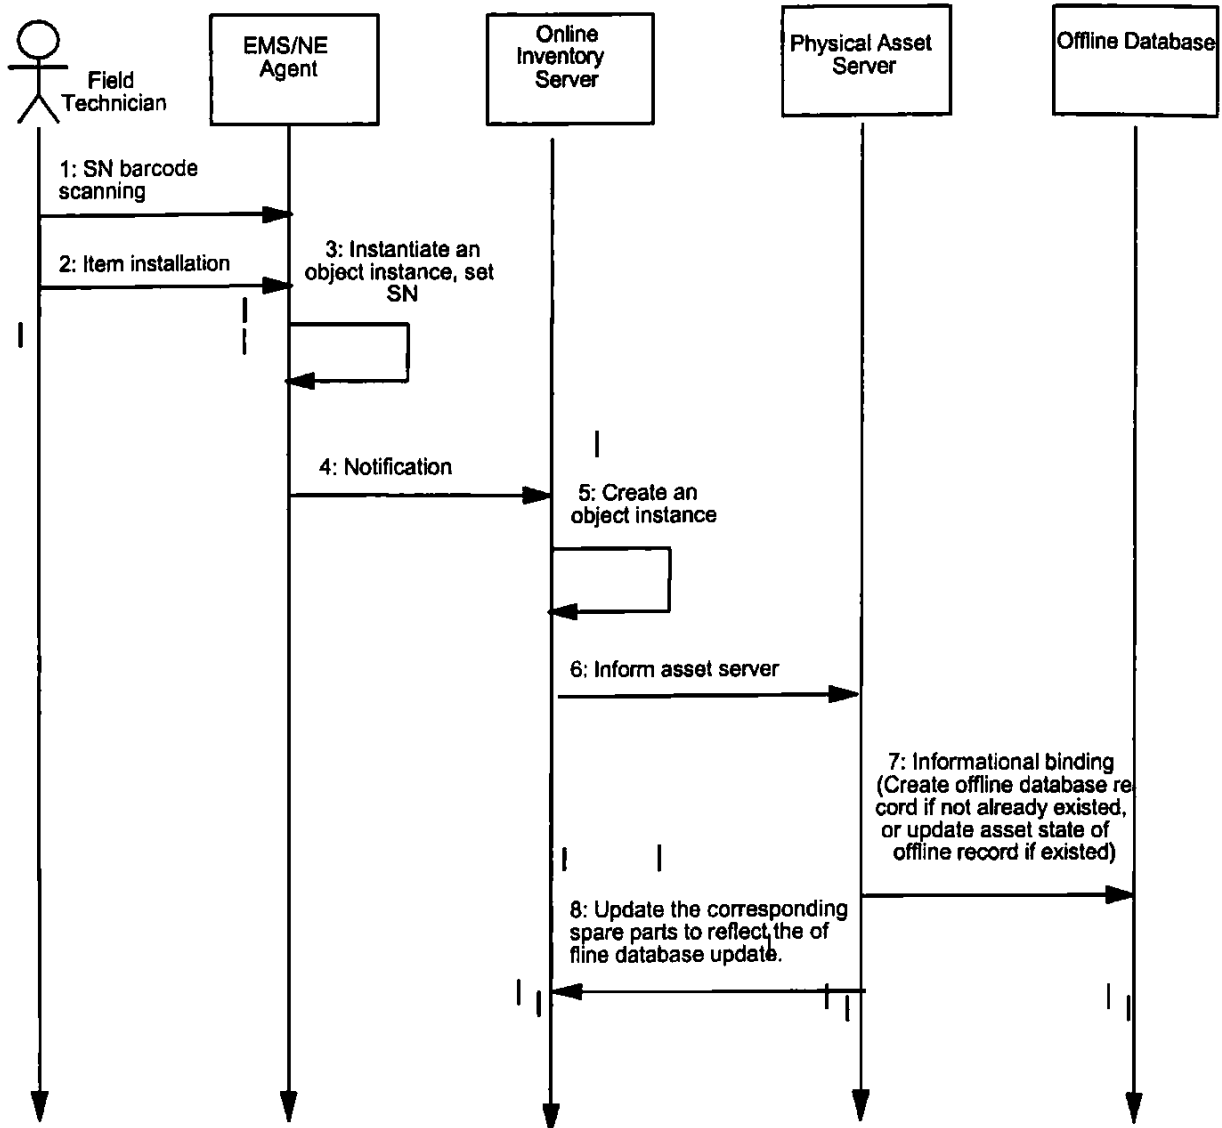 Field
Technician
EMS/NE
Agent
Online
Inventory
Server
Physical Asset
Server
Offline Database
1: SN barcode
scanning
2: Item installation
3: Instantiate an
object instance, set
SN
4: Notification
5: Create an
object instance
6: Inform asset server
7: Informational binding
(Create offline database re
cord if not already existed,
or update asset state of
offline record if existed)
8: Update the corresponding
spare parts to reflect the of
fline database update.